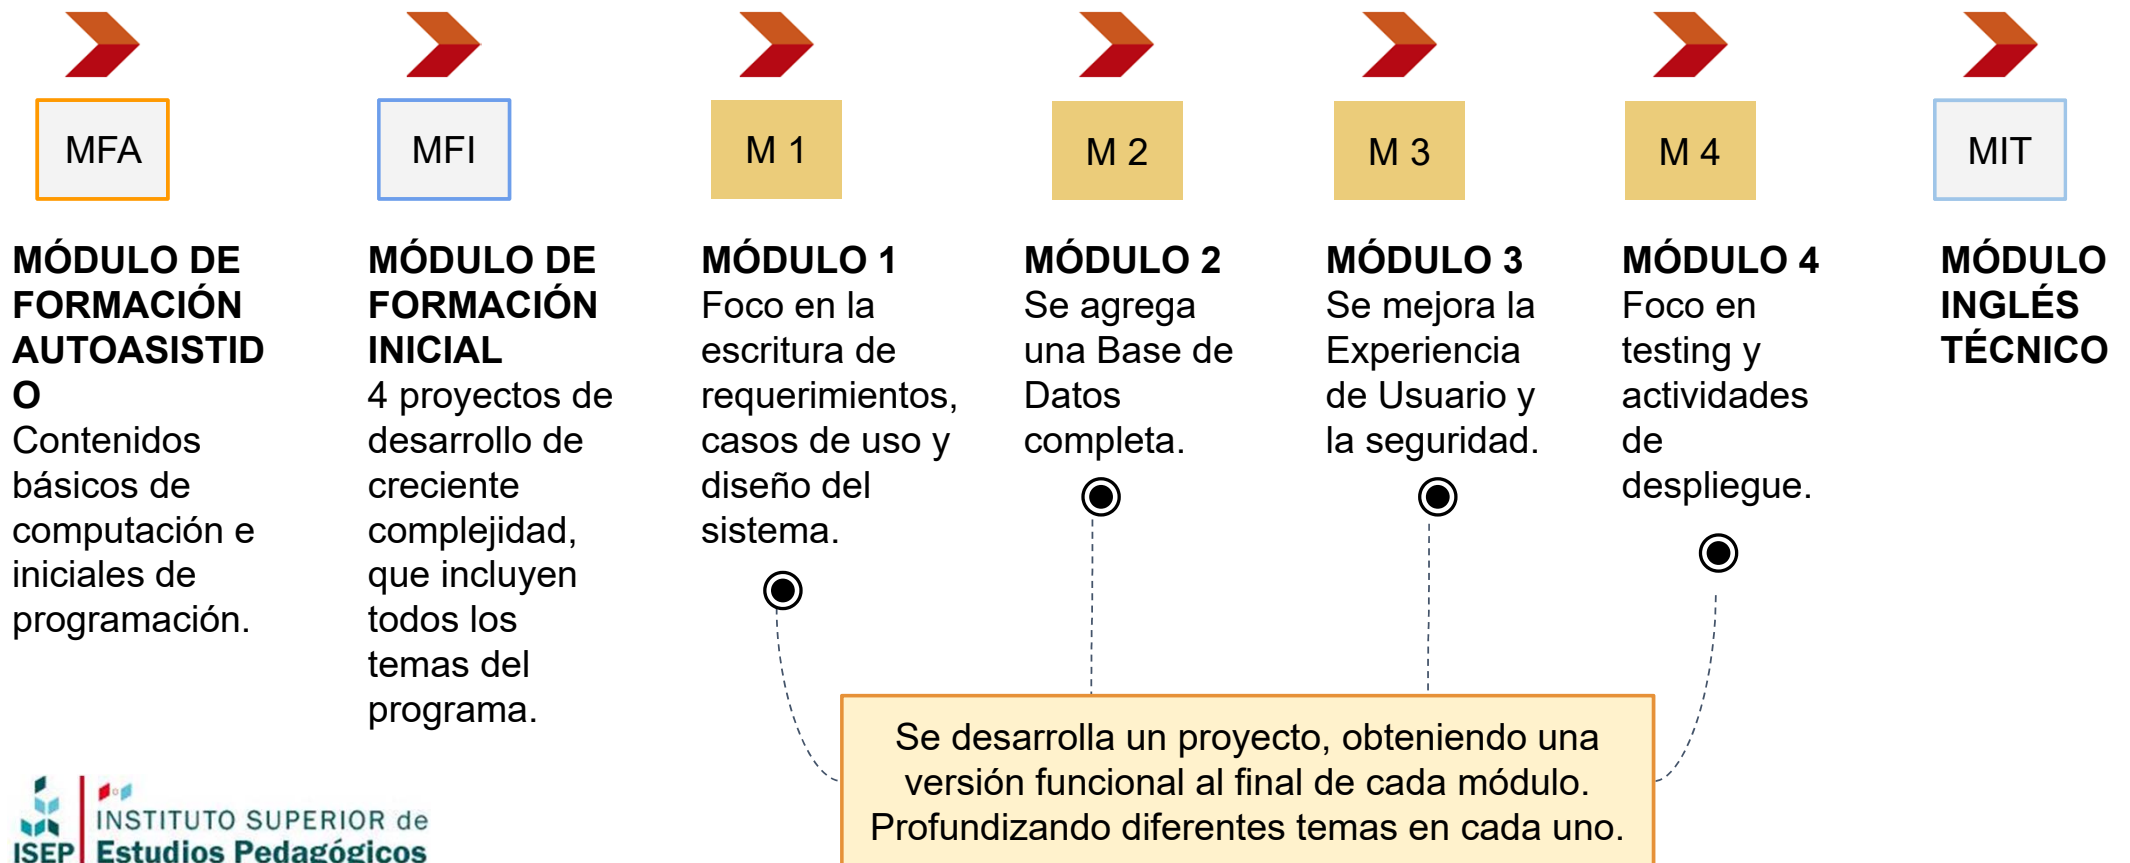 MFA
MFI
M 1
M 2
M 3
M 4
MIT
MÓDULO DE
FORMACIÓN
AUTOASISTID
O
Contenidos
básicos de
computación e
iniciales de
programación.
MÓDULO DE
FORMACIÓN
INICIAL
4 proyectos de
desarrollo de
creciente
complejidad,
que incluyen
todos los
temas del
programa.
MÓDULO 1
Foco en la
escritura de
requerimientos,
casos de uso y
diseño del
sistema.
MÓDULO 2
Se agrega
una Base de
Datos
completa.
MÓDULO 3
Se mejora la
Experiencia
de Usuario y
la seguridad.
MÓDULO 4
Foco en
testing y
actividades
de
despliegue.
MÓDULO
INGLÉS
TÉCNICO
Se desarrolla un proyecto, obteniendo una
versión funcional al final de cada módulo.
Profundizando diferentes temas en cada uno.
ISEP
INSTITUTO SUPERIOR de
Estudios Pedagógicos